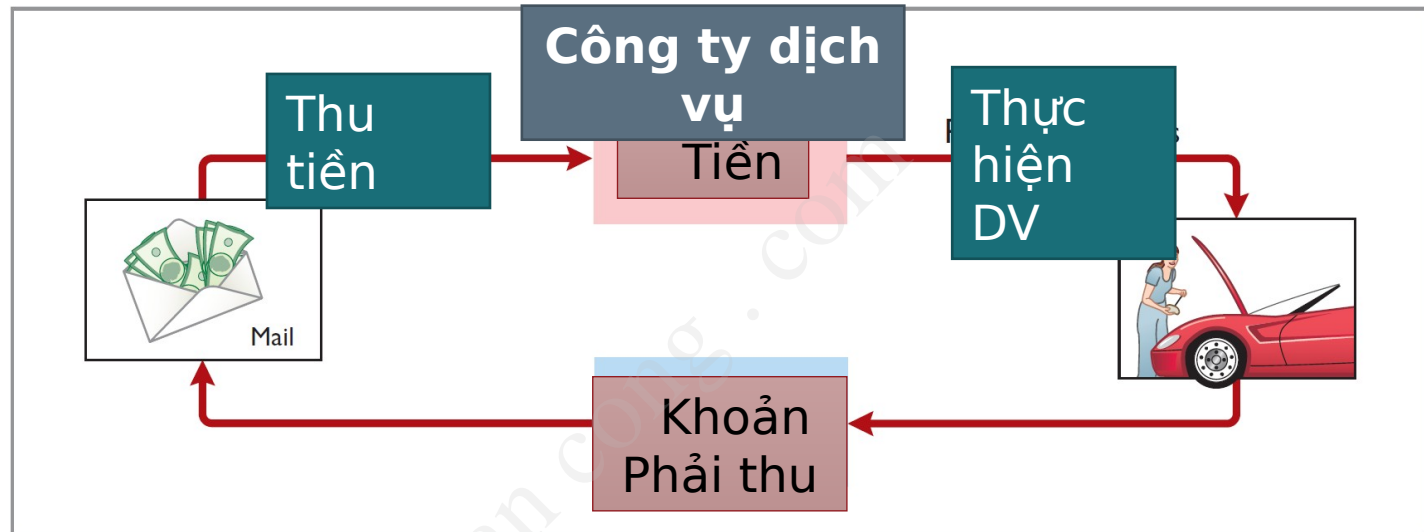 Công ty dịch
vụ
Thu
tiền
Tiền
Thực
hiện
DV
Mail
Khoản
Phải thu